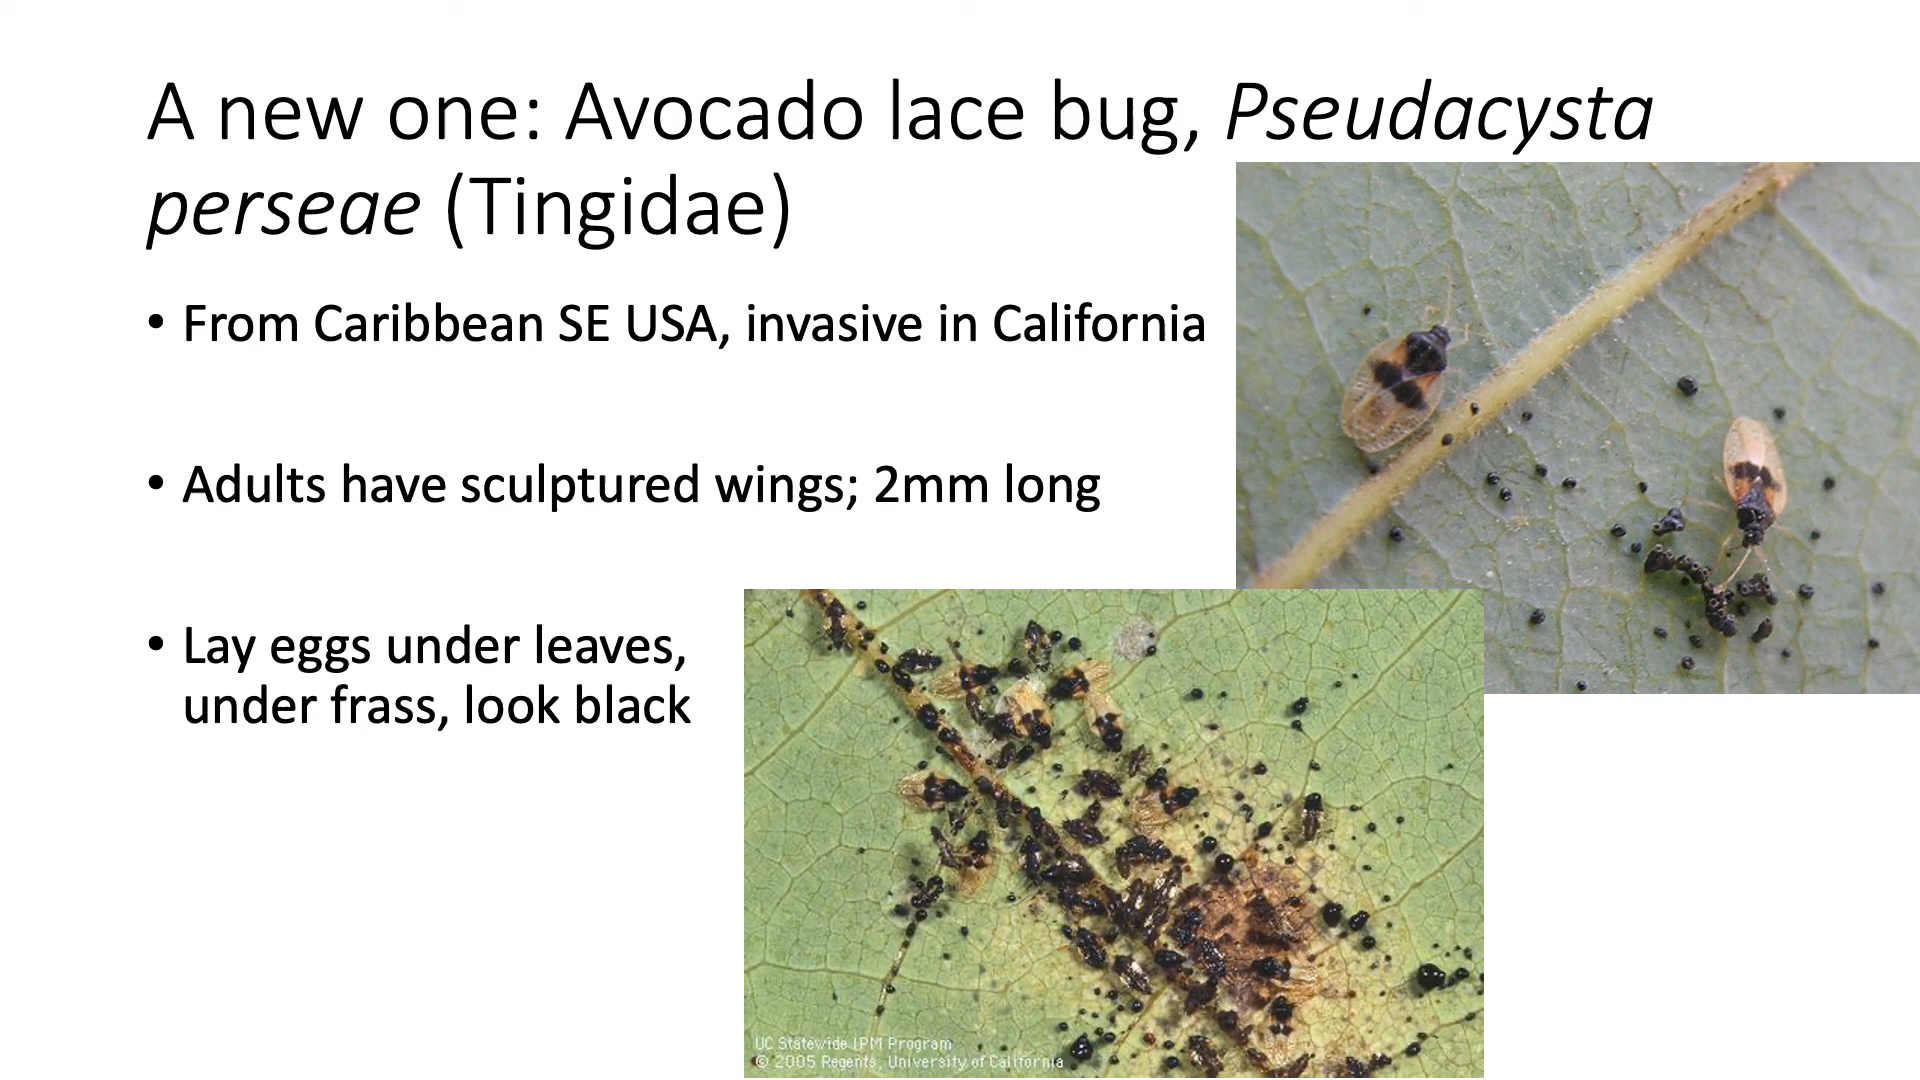 A new one: Avocado lace bug, Pseudacysta
perseae (Tingidae)
• From Caribbean SE USA, invasive in California
• Adults have sculptured wings; 2mm long
• Lay eggs under leaves,
under frass, look black
UC Statewide IPM Program
© 2005 Regents, University of California